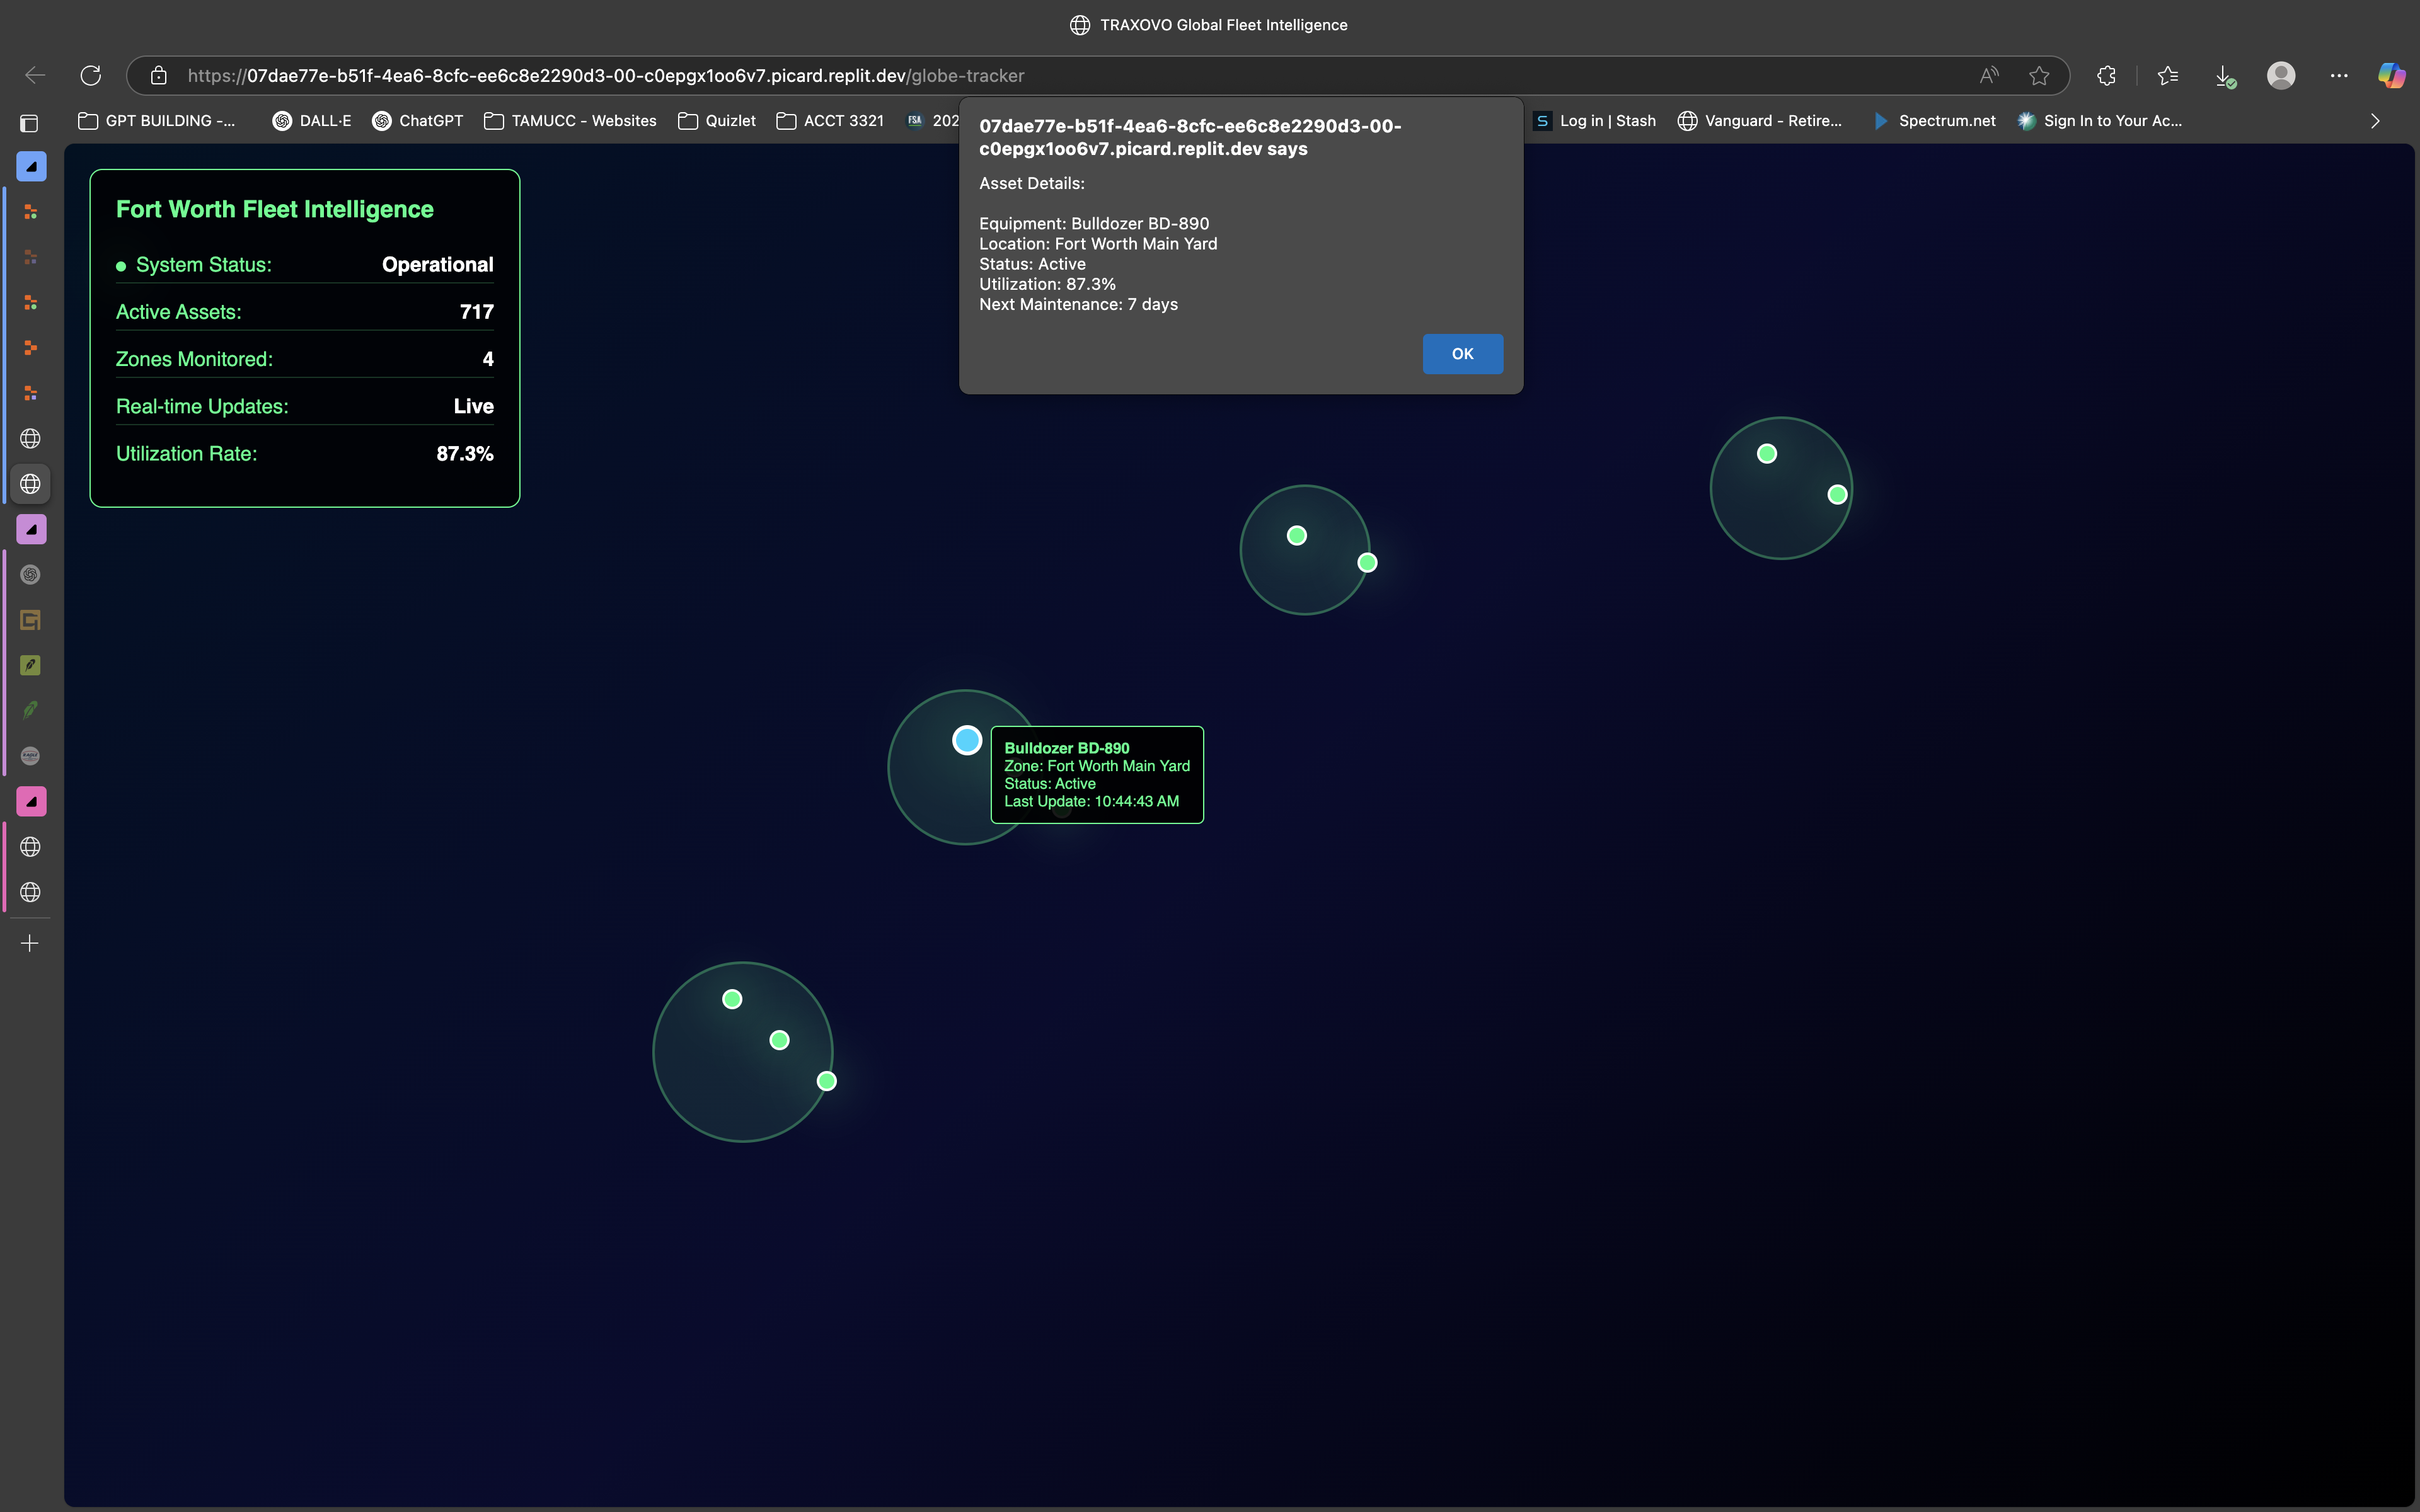 TRAXOVO Global Fleet Intelligence
https://07dae77e-b51f-4ea6-8cfc-ee6c8e2290d3-00-c0epgx1oo6v7.picard.replit.dev/globe-tracker
GPT BUILDING -... DALL·E ChatGPT TAMUCC - Websites Quizlet ACCT 3321 FSA 202 S Log in | Stash Vanguard - Retire... Spectrum.net Sign In to Your Ac...
07dae77e-b51f-4ea6-8cfc-ee6c8e2290d3-00-
c0epgx1oo6v7.picard.replit.dev says
Asset Details:
Equipment: Bulldozer BD-890
Location: Fort Worth Main Yard
Status: Active
Utilization: 87.3%
Next Maintenance: 7 days
OK
Fort Worth Fleet Intelligence
System Status: Operational
Active Assets: 717
Zones Monitored: 4
Real-time Updates: Live
Utilization Rate: 87.3%
Bulldozer BD-890
Zone: Fort Worth Main Yard
Status: Active
Last Update: 10:44:43 AM